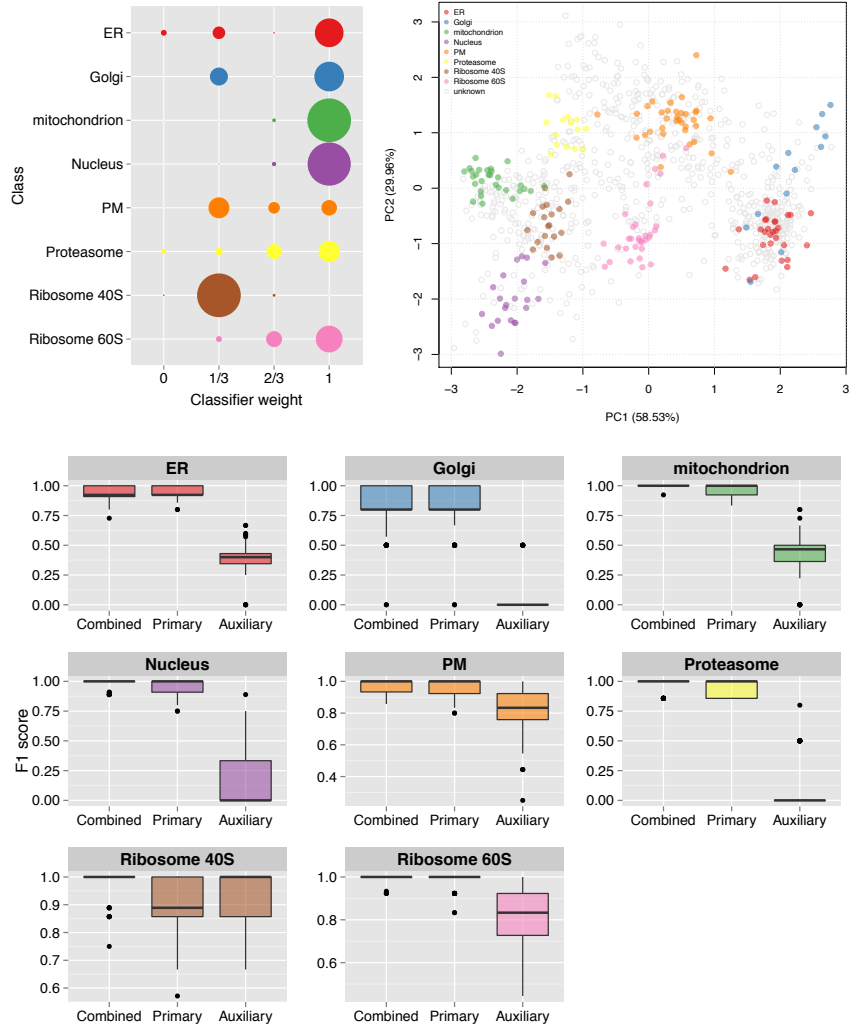 Class
ER
Golgi
mitochondrion
Nucleus
PM
Proteasome
Ribosome 40S
Ribosome 60S
0 1/3 2/3 1
Classifier weight
ER
Golgi
mitochondrion
Nucleus
PM
Proteasome
Ribosome 40S
Ribosome 60S
unknown
PC2 (29.96%)
3
2
1
0
−1
−2
−3
−3 −2 −1 0 1 2 3
PC1 (58.53%)
F1 score
ER
1.00
0.75
0.50
0.25
0.00
Combined Primary Auxiliary
Golgi
1.00
0.75
0.50
0.25
0.00
Combined Primary Auxiliary
mitochondrion
1.00
0.75
0.50
0.25
0.00
Combined Primary Auxiliary
Nucleus
1.00
0.75
0.50
0.25
0.00
Combined Primary Auxiliary
PM
1.0
0.8
0.6
0.4
Combined Primary Auxiliary
Proteasome
1.00
0.75
0.50
0.25
0.00
Combined Primary Auxiliary
Ribosome 40S
1.0
0.9
0.8
0.7
0.6
Combined Primary Auxiliary
Ribosome 60S
1.0
0.8
0.6
Combined Primary Auxiliary